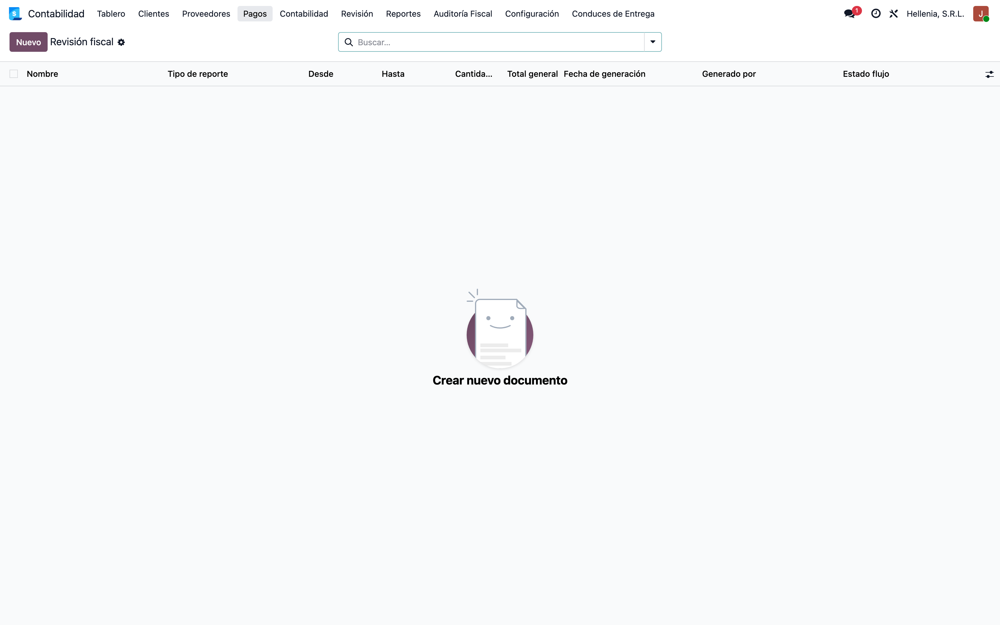 Contabilidad Tablero Clientes Proveedores Pagos Contabilidad Revisión Reportes Auditoría Fiscal Configuración Conduces de Entrega 1 Hellenia, S.R.L. J
Nuevo Revisión fiscal Buscar...
Nombre Tipo de reporte Desde Hasta Cantida... Total general Fecha de generación Generado por Estado flujo
Crear nuevo documento